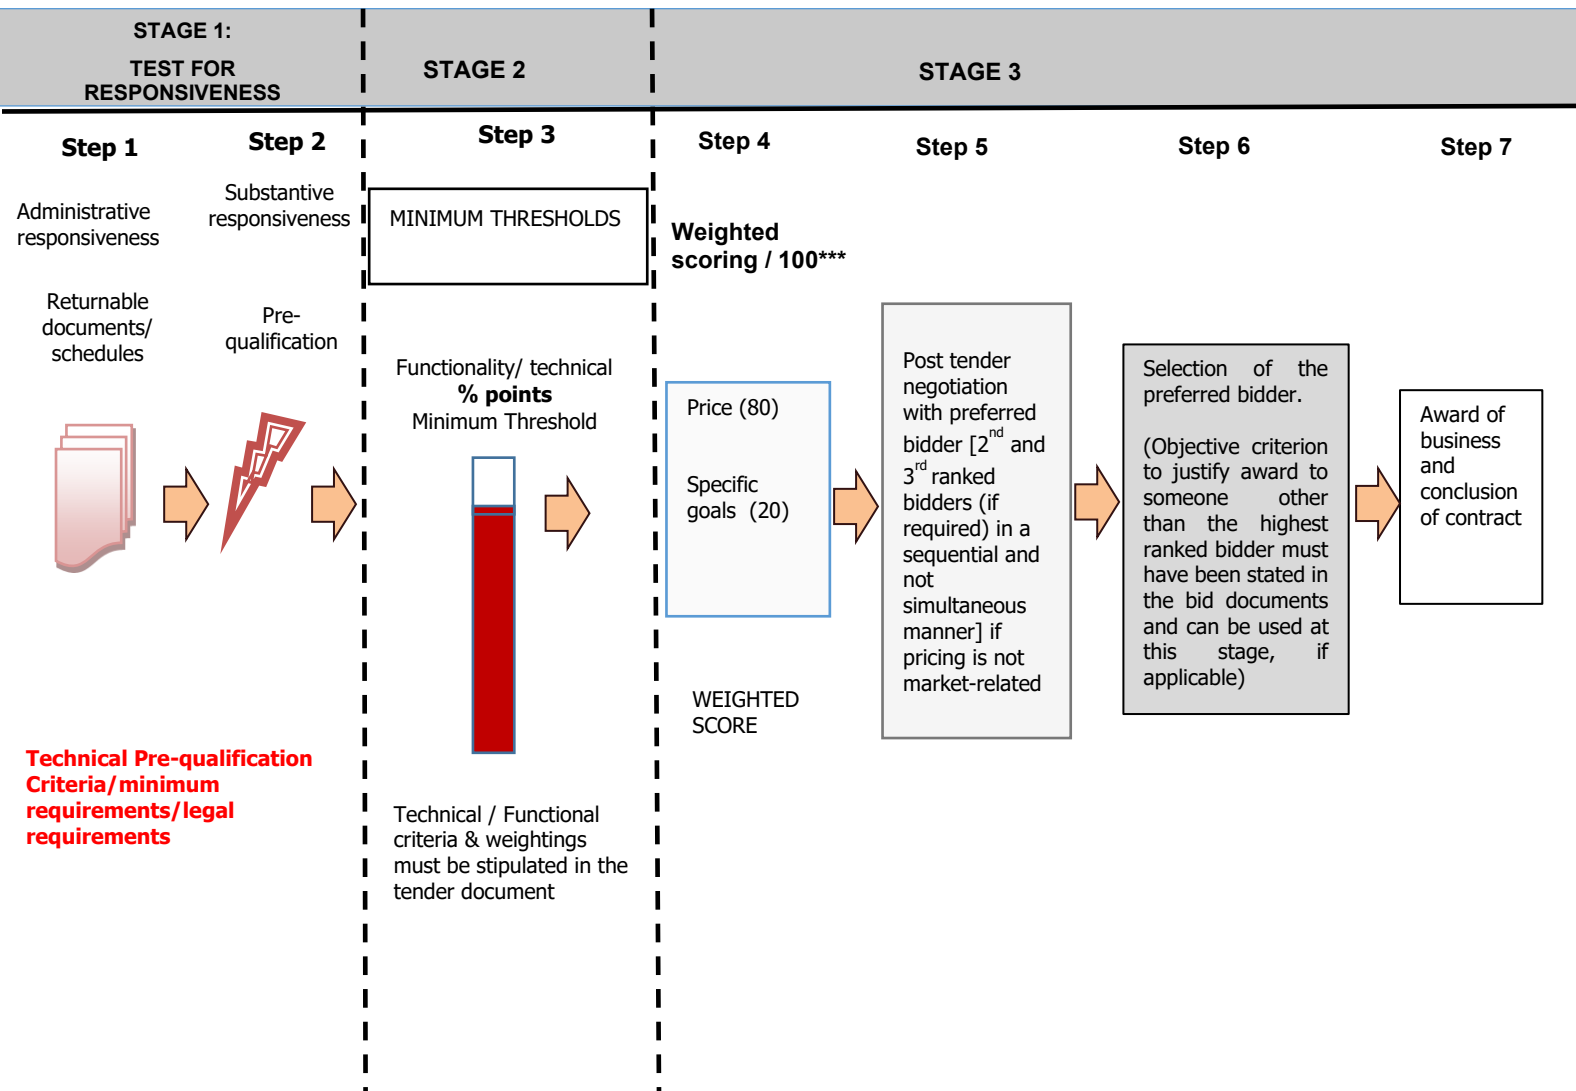 STAGE 1:
TEST FOR
RESPONSIVENESS
STAGE 2
STAGE 3
Step 1
Step 2
Step 3
Step 4
Step 5
Step 6
Step 7
Administrative
responsiveness
Returnable
documents/
schedules
Substantive
responsiveness
Pre-
qualification
Technical Pre-qualification
Criteria/minimum
requirements/legal
requirements
MINIMUM THRESHOLDS
Functionality/ technical
% points
Minimum Threshold
Technical / Functional
criteria & weightings
must be stipulated in the
tender document
Weighted
scoring / 100***
Price (80)
Specific
goals (20)
WEIGHTED
SCORE
Post tender
negotiation
with preferred
bidder [2nd and
3rd ranked
bidders (if
required) in a
sequential and
not
simultaneous
manner] if
pricing is not
market-related
Selection of the
preferred bidder.
(Objective criterion
to justify award to
someone other
than the highest
ranked bidder must
have been stated in
the bid documents
and can be used at
this stage, if
applicable)
Award of
business
and
conclusion
of contract